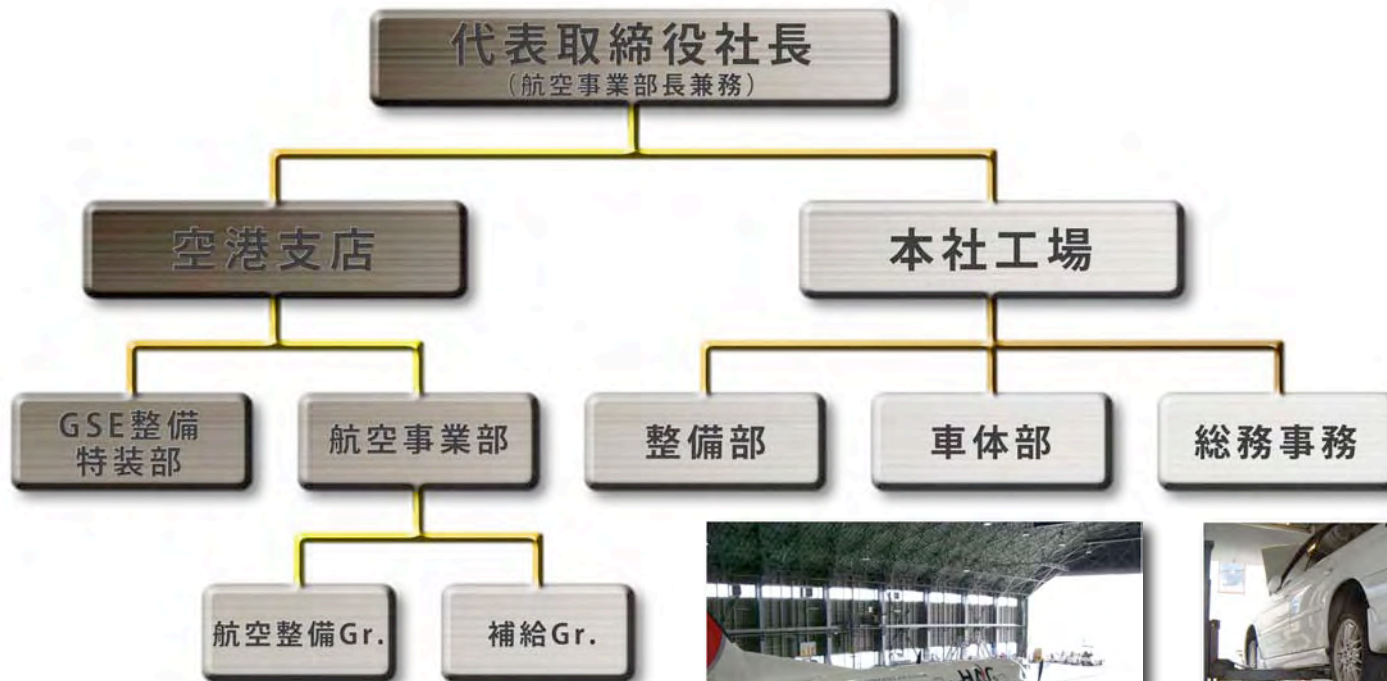 代表取締役社長
(航空事業部長兼務)
空港支店
本社工場
GSE整備
特装部
航空事業部
整備部
車体部
総務事務
航空整備Gr.
補給Gr.
HAC